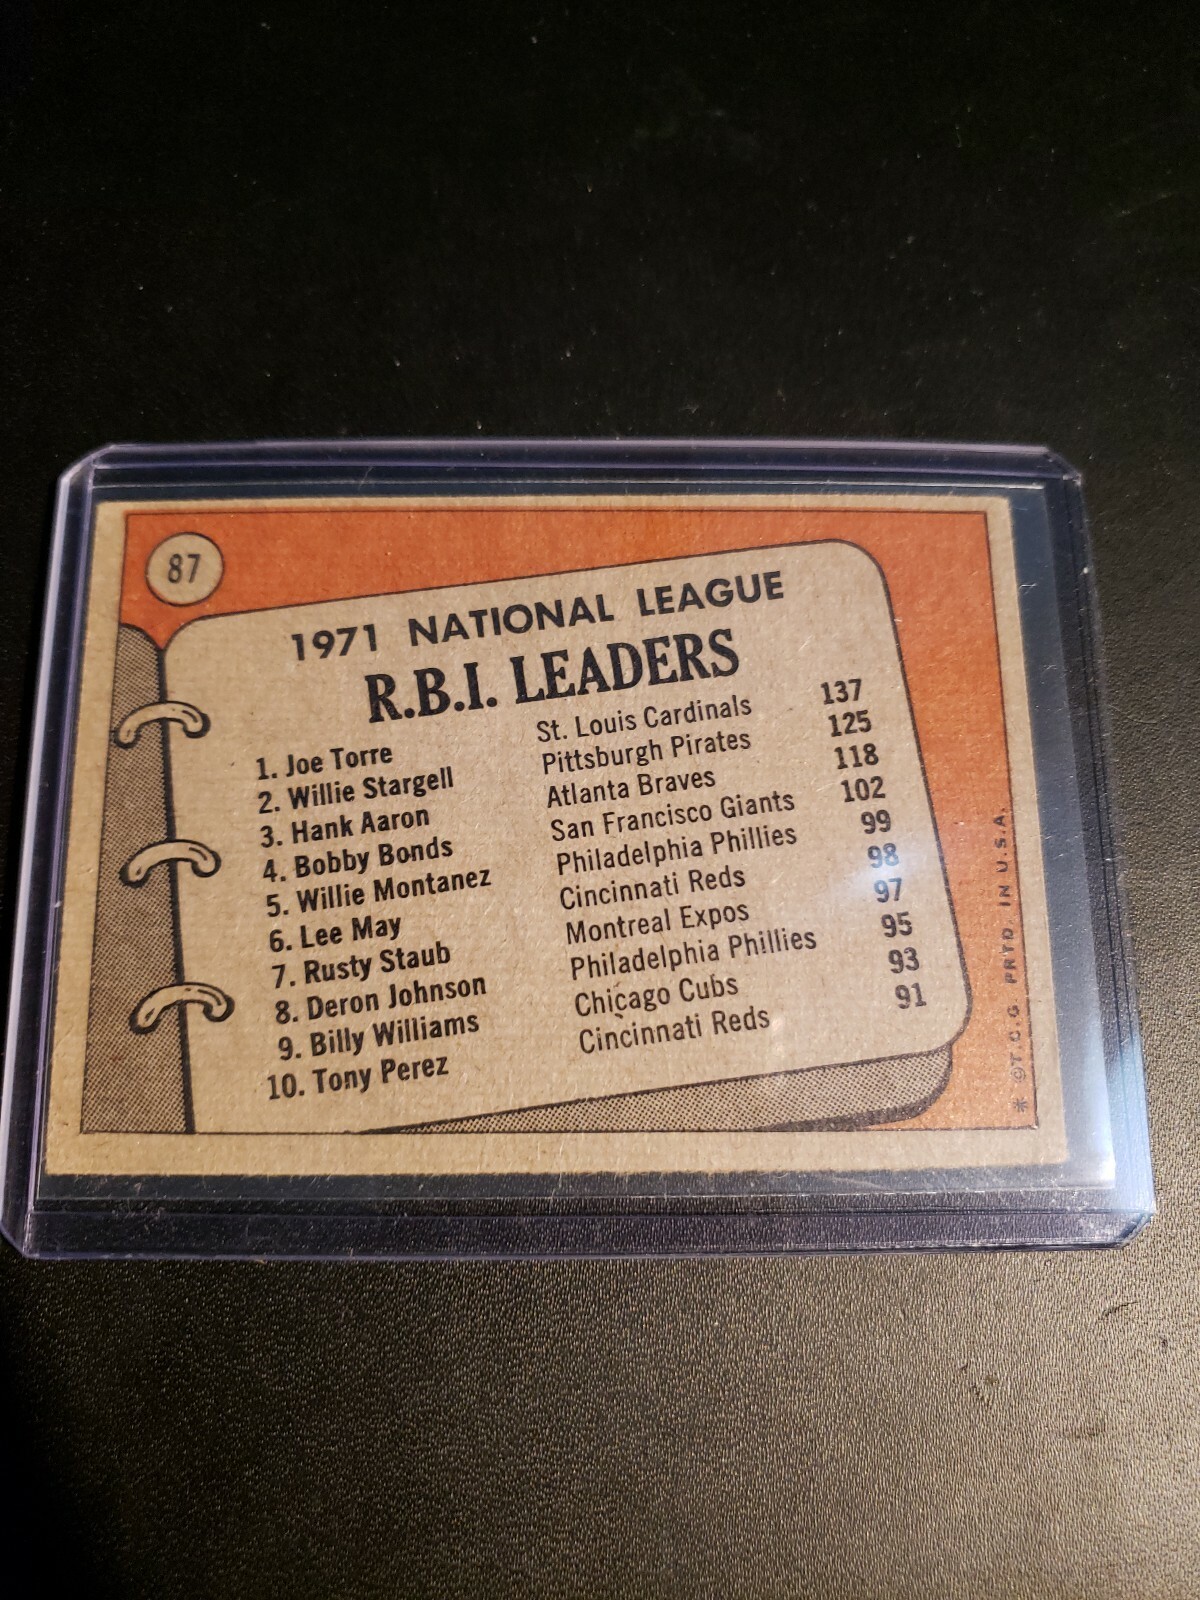 87
1971 NATIONAL LEAGUE
R.B.I. LEADERS
1. Joe Torre St. Louis Cardinals 137
2. Willie Stargell Pittsburgh Pirates 125
3. Hank Aaron Atlanta Braves 118
4. Bobby Bonds San Francisco Giants 102
5. Willie Montanez Philadelphia Phillies 99
6. Lee May Cincinnati Reds 98
7. Rusty Staub Montreal Expos 97
8. Deron Johnson Philadelphia Phillies 95
9. Billy Williams Chicago Cubs 93
10. Tony Perez Cincinnati Reds 91
* ©T.C.G. PRTD. IN U.S.A.